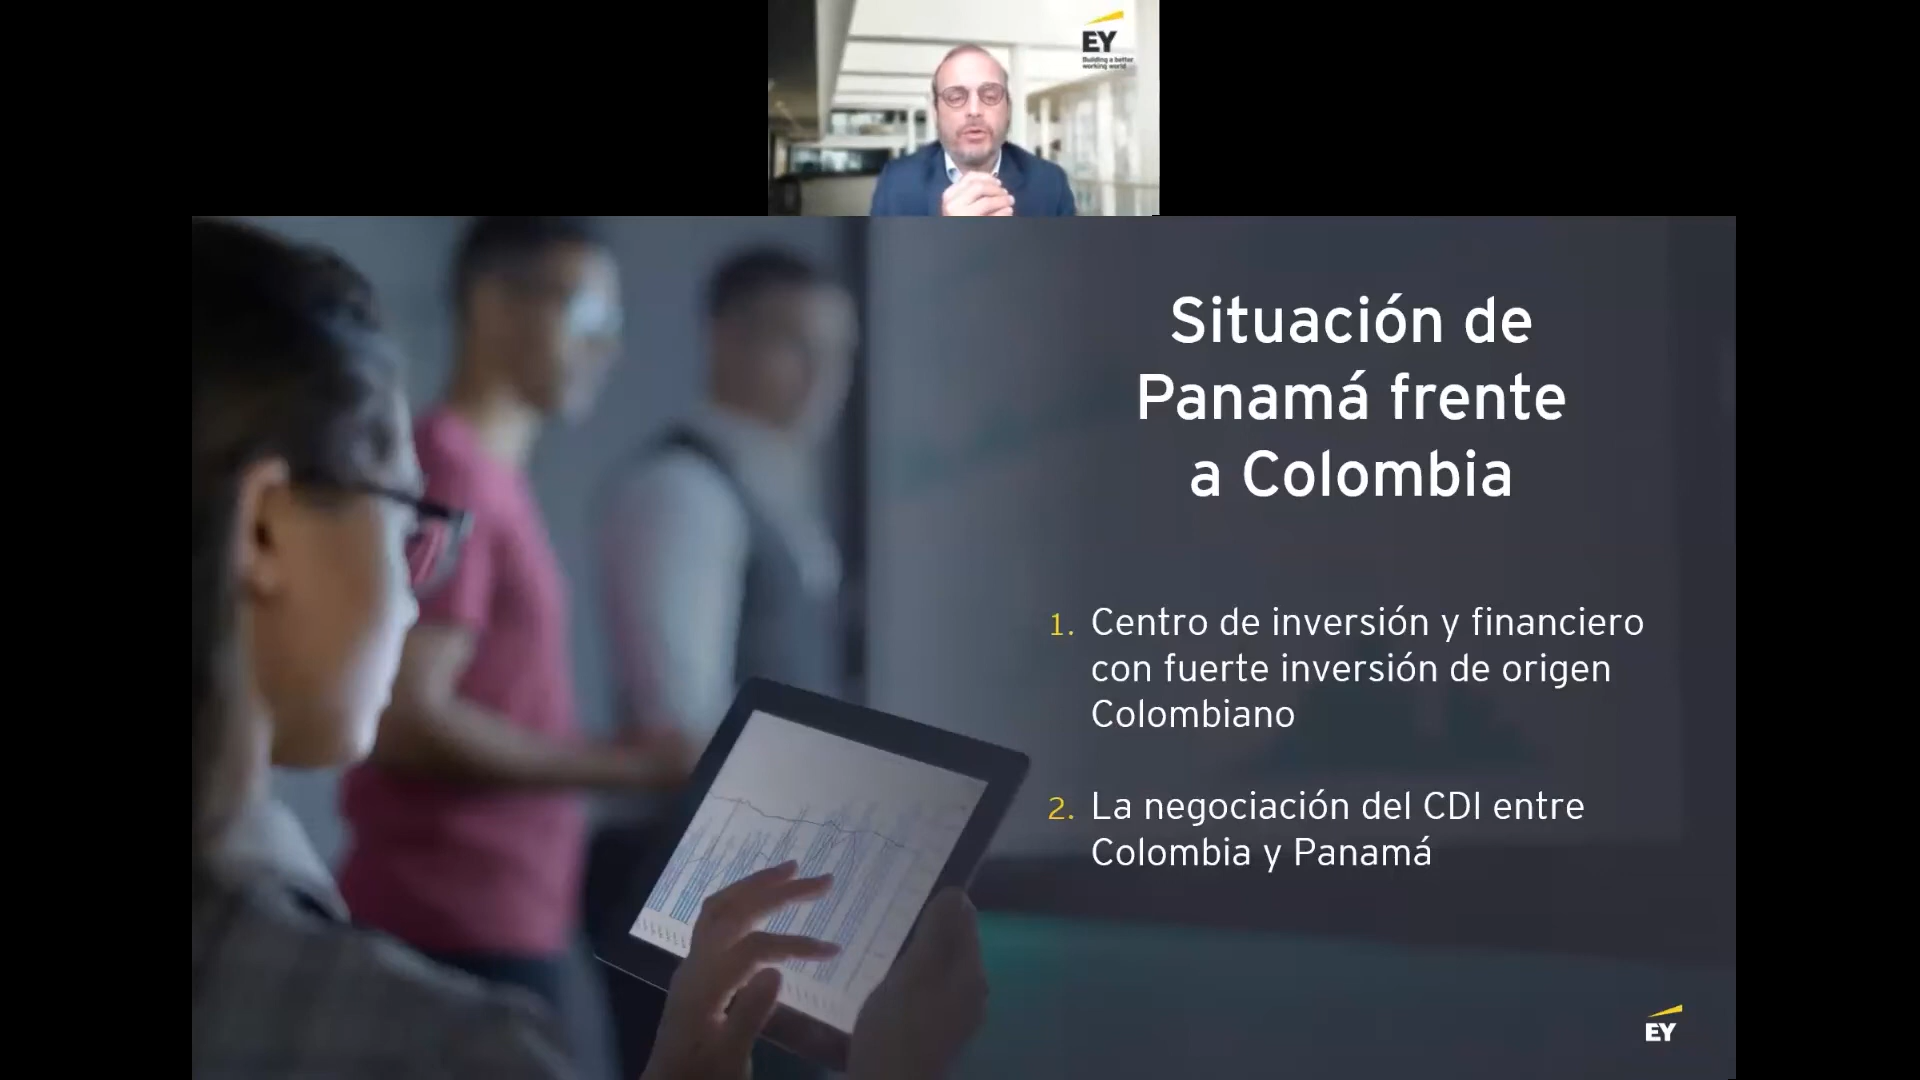 EY
Building a better
working world
Situación de
Panamá frente
a Colombia
1. Centro de inversión y financiero
con fuerte inversión de origen
Colombiano
2. La negociación del CDI entre
Colombia y Panamá
EY